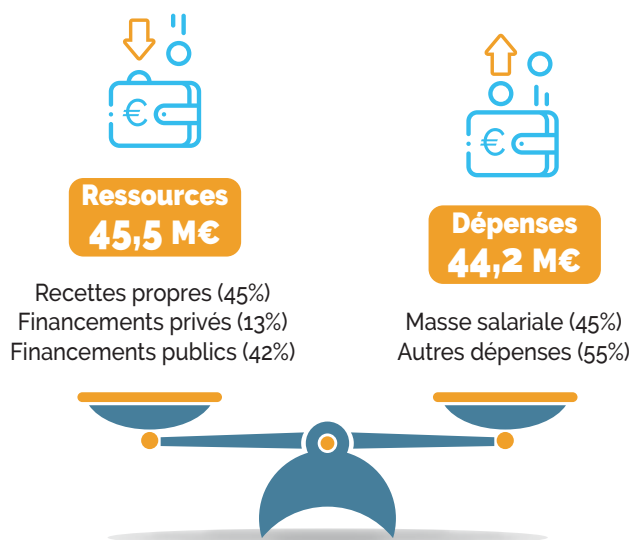 €
Ressources
45,5 M€
Recettes propres (45%)
Financements privés (13%)
Financements publics (42%)
€
Dépenses
44,2 M€
Masse salariale (45%)
Autres dépenses (55%)